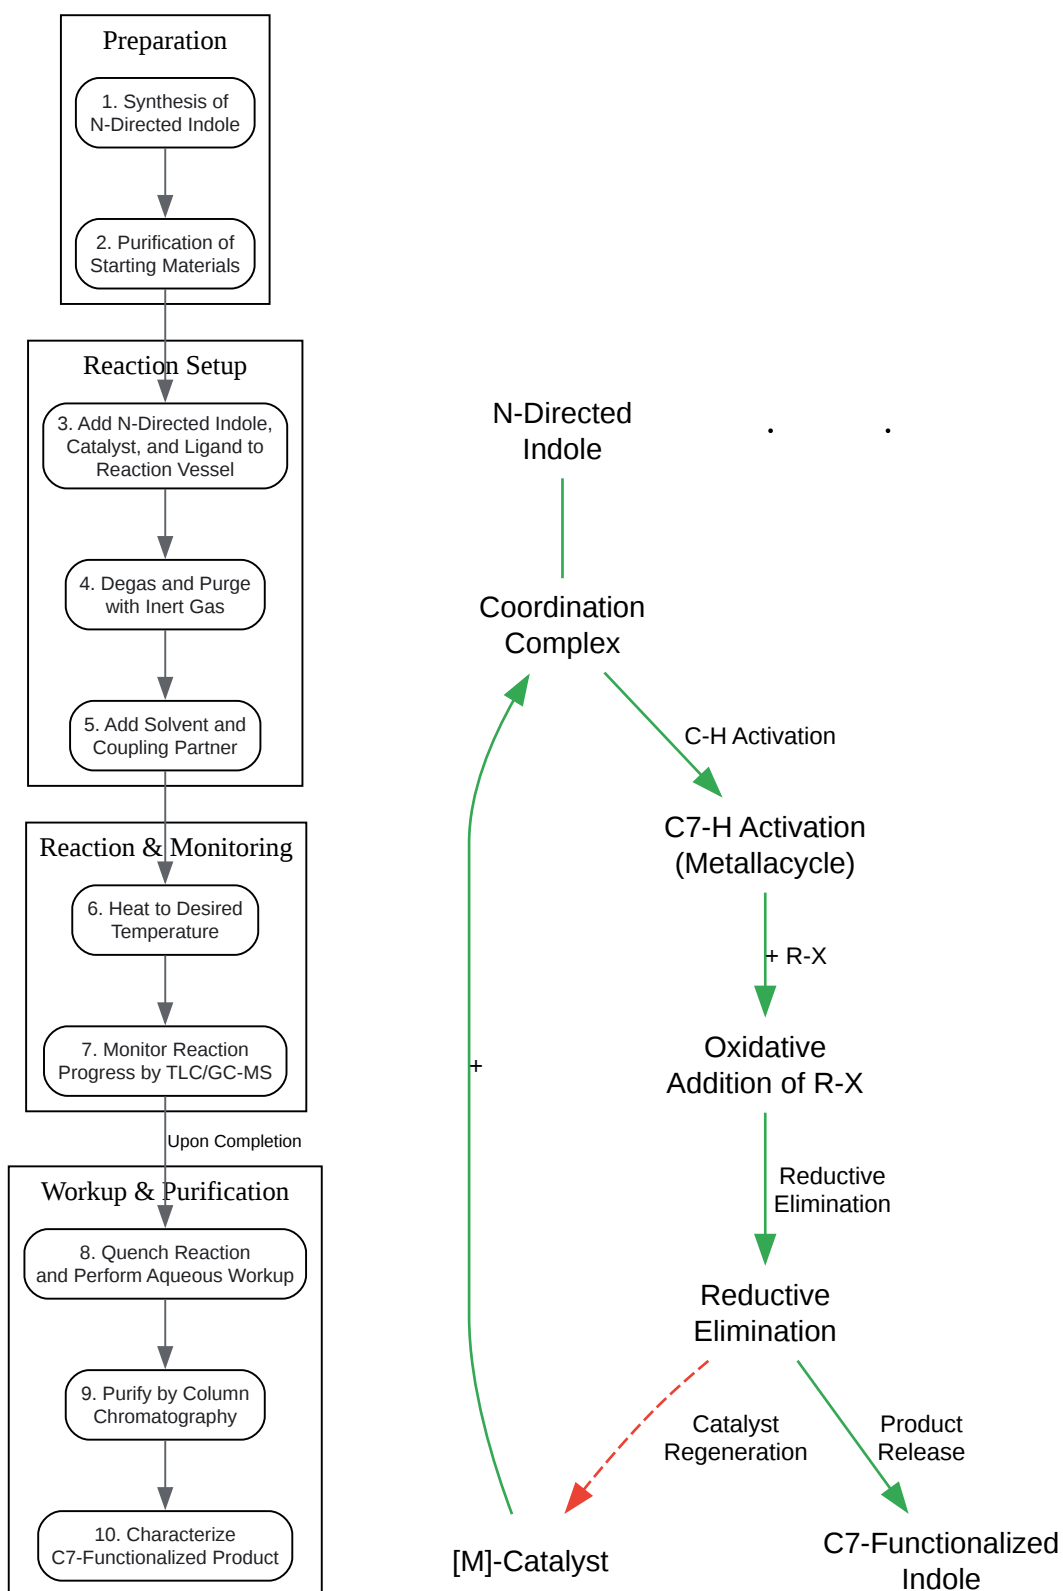 Preparation
1. Synthesis of
N-Directed Indole
2. Purification of
Starting Materials
Reaction Setup
3. Add N-Directed Indole,
Catalyst, and Ligand to
Reaction Vessel
4. Degas and Purge
with Inert Gas
5. Add Solvent and
Coupling Partner
Reaction & Monitoring
6. Heat to Desired
Temperature
7. Monitor Reaction
Progress by TLC/GC-MS
Upon Completion
Workup & Purification
8. Quench Reaction
and Perform Aqueous Workup
9. Purify by Column
Chromatography
10. Characterize
C7-Functionalized Product
N-Directed
Indole
. .
Coordination
Complex
C-H Activation
C7-H Activation
(Metallacycle)
+ R-X
Oxidative
Addition of R-X
+
Reductive
Elimination
Reductive
Elimination
Catalyst
Regeneration
Product
Release
[M]-Catalyst
C7-Functionalized
Indole